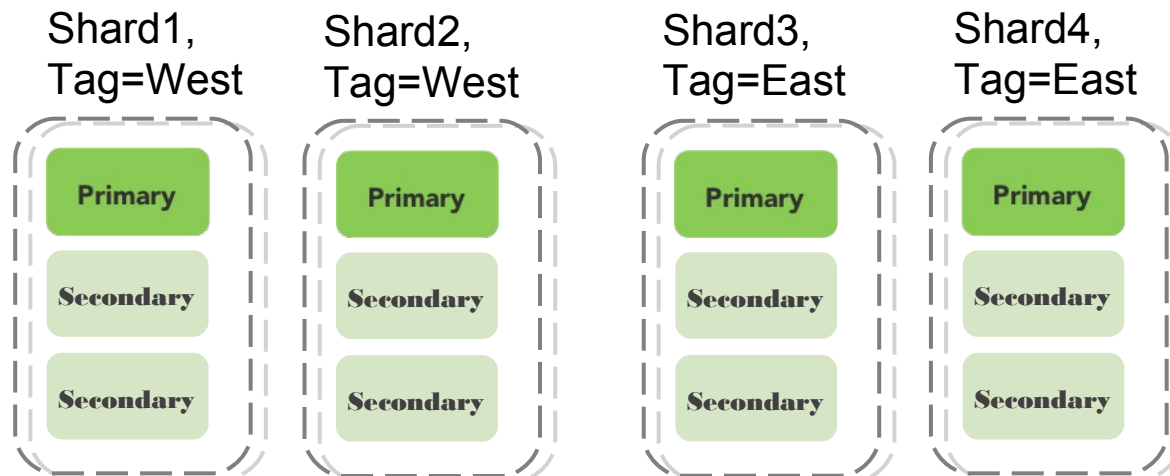 Shard1,
Tag=West
Shard2,
Tag=West
Shard3,
Tag=East
Shard4,
Tag=East
Primary
Secondary
Secondary
Primary
Secondary
Secondary
Primary
Secondary
Secondary
Primary
Secondary
Secondary